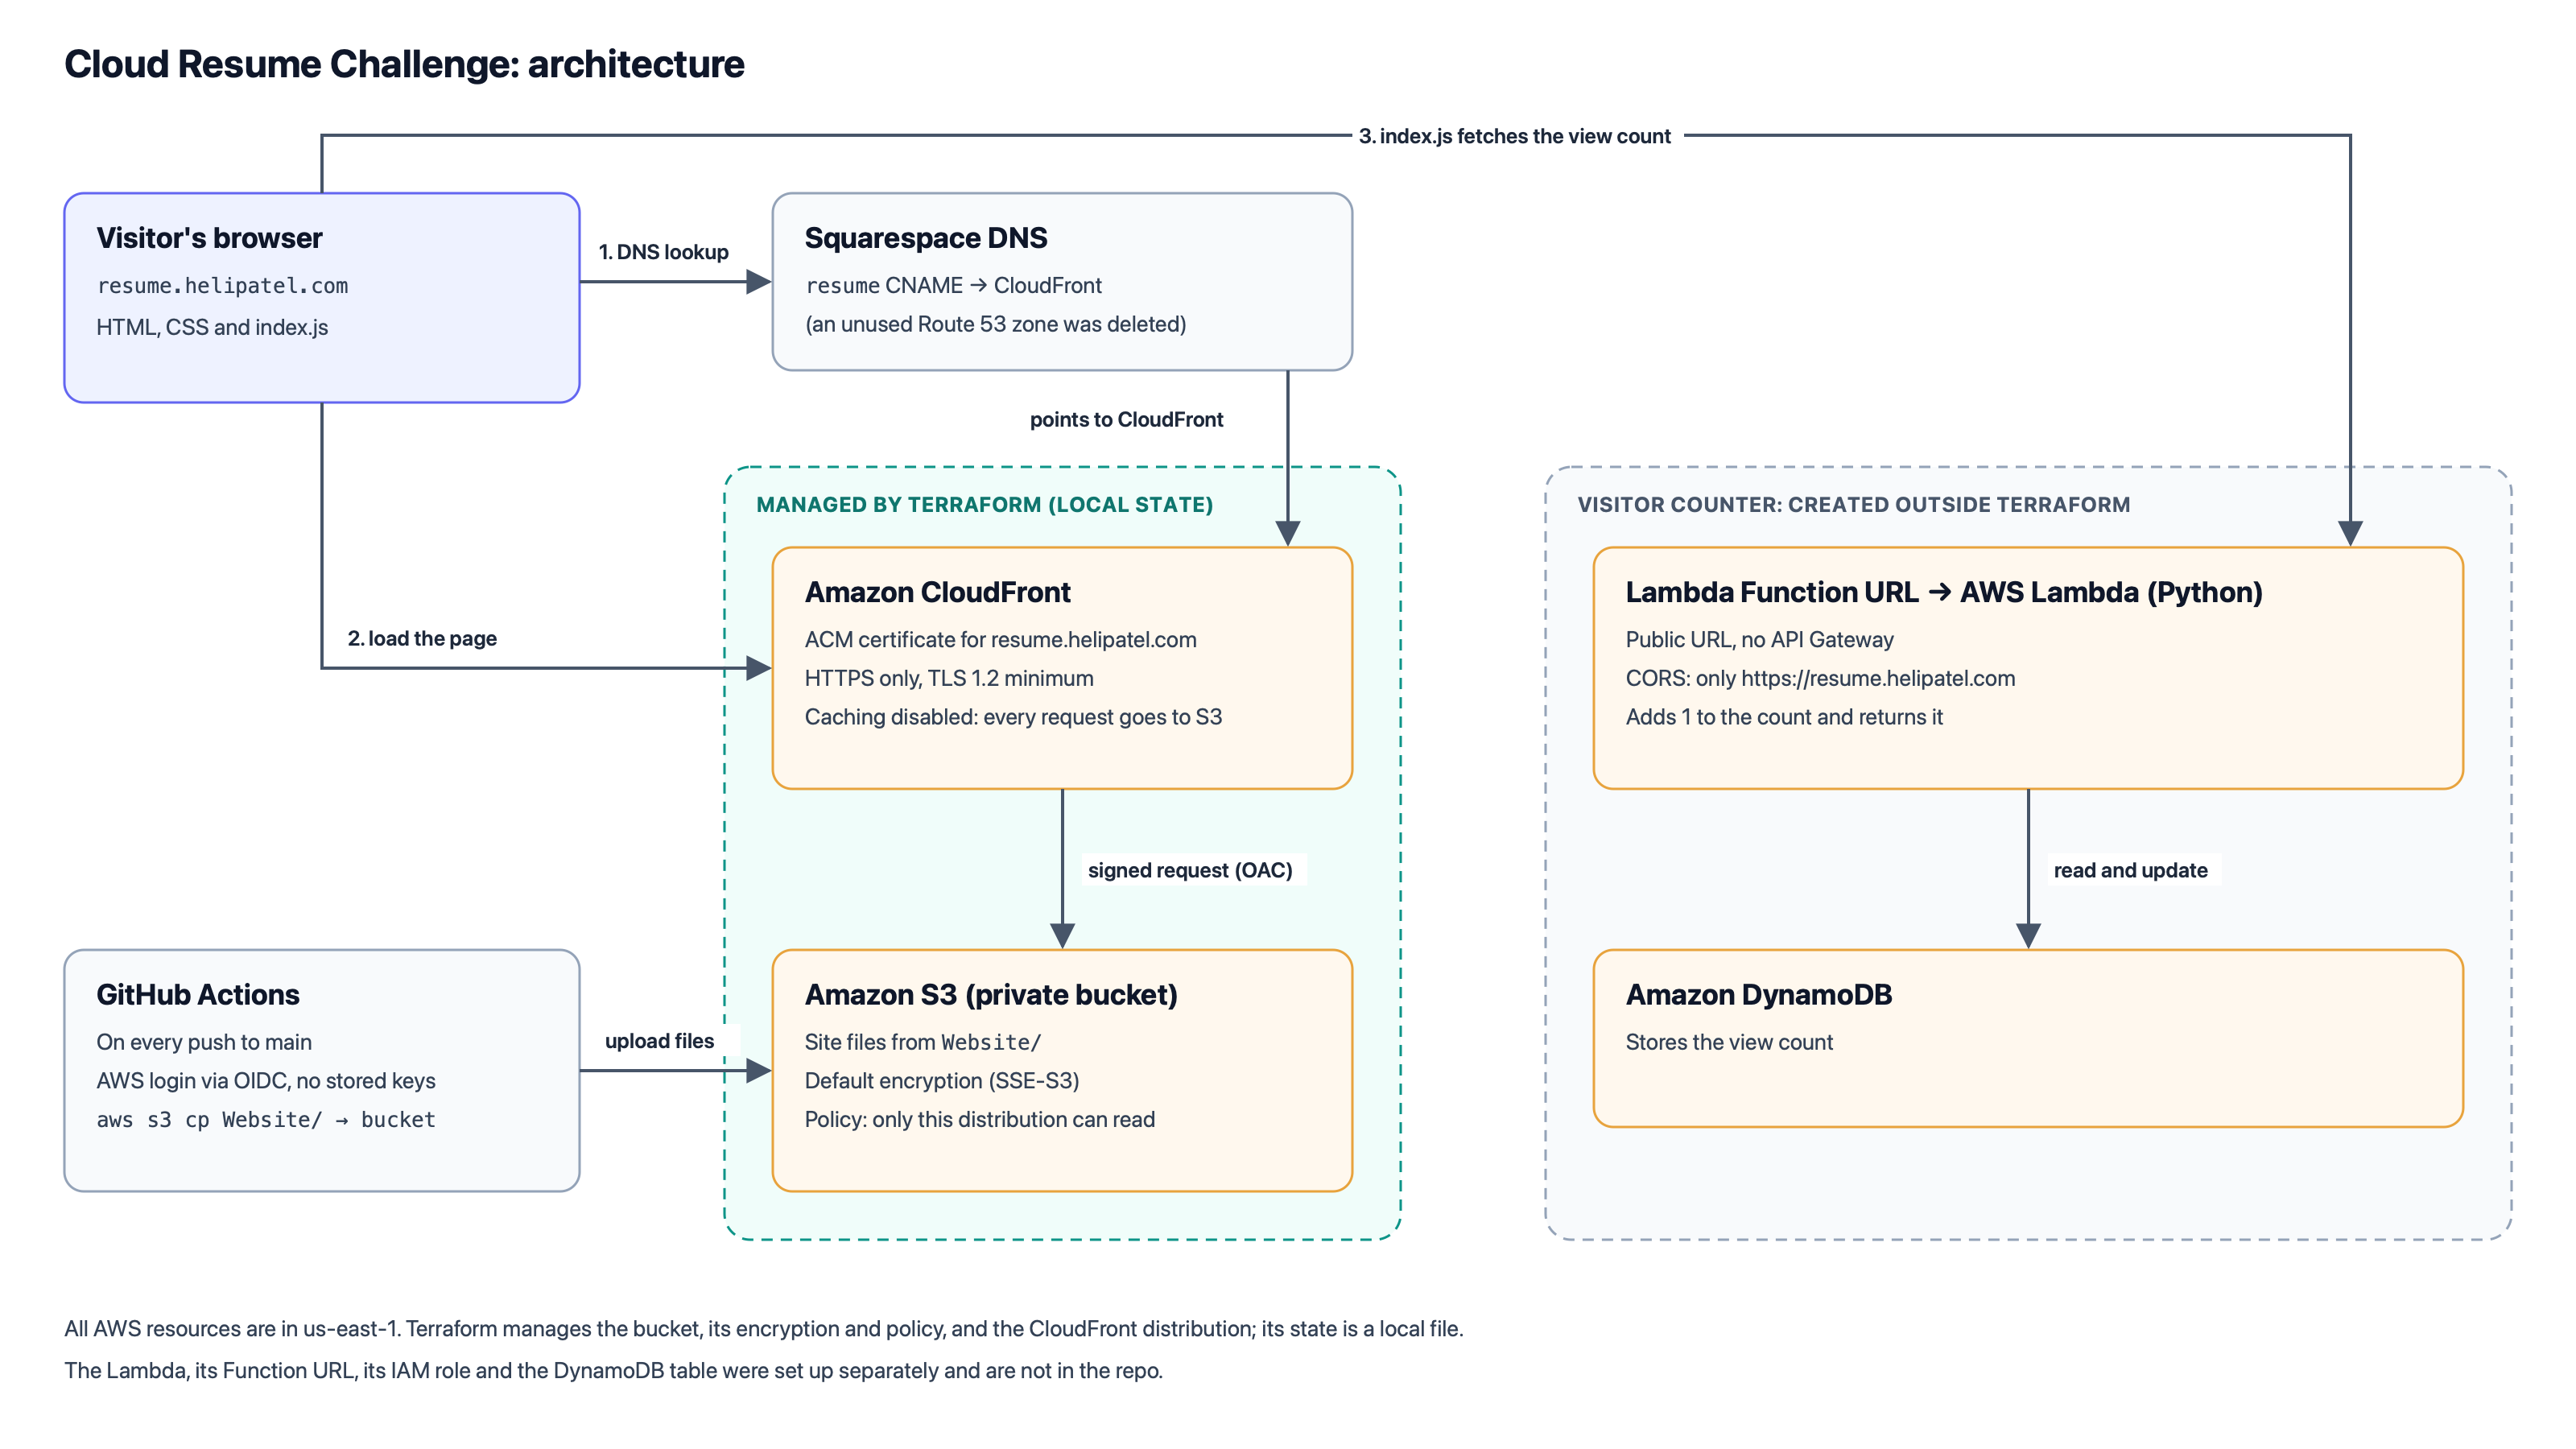 Cloud Resume Challenge: architecture
3. index.js fetches the view count
Visitor's browser
resume.helipatel.com
HTML, CSS and index.js
1. DNS lookup
Squarespace DNS
resume CNAME → CloudFront
(an unused Route 53 zone was deleted)
points to CloudFront
2. load the page
MANAGED BY TERRAFORM (LOCAL STATE)
Amazon CloudFront
ACM certificate for resume.helipatel.com
HTTPS only, TLS 1.2 minimum
Caching disabled: every request goes to S3
signed request (OAC)
VISITOR COUNTER: CREATED OUTSIDE TERRAFORM
Lambda Function URL → AWS Lambda (Python)
Public URL, no API Gateway
CORS: only https://resume.helipatel.com
Adds 1 to the count and returns it
read and update
GitHub Actions
On every push to main
AWS login via OIDC, no stored keys
aws s3 cp Website/ → bucket
upload files
Amazon S3 (private bucket)
Site files from Website/
Default encryption (SSE-S3)
Policy: only this distribution can read
Amazon DynamoDB
Stores the view count
All AWS resources are in us-east-1. Terraform manages the bucket, its encryption and policy, and the CloudFront distribution; its state is a local file.
The Lambda, its Function URL, its IAM role and the DynamoDB table were set up separately and are not in the repo.